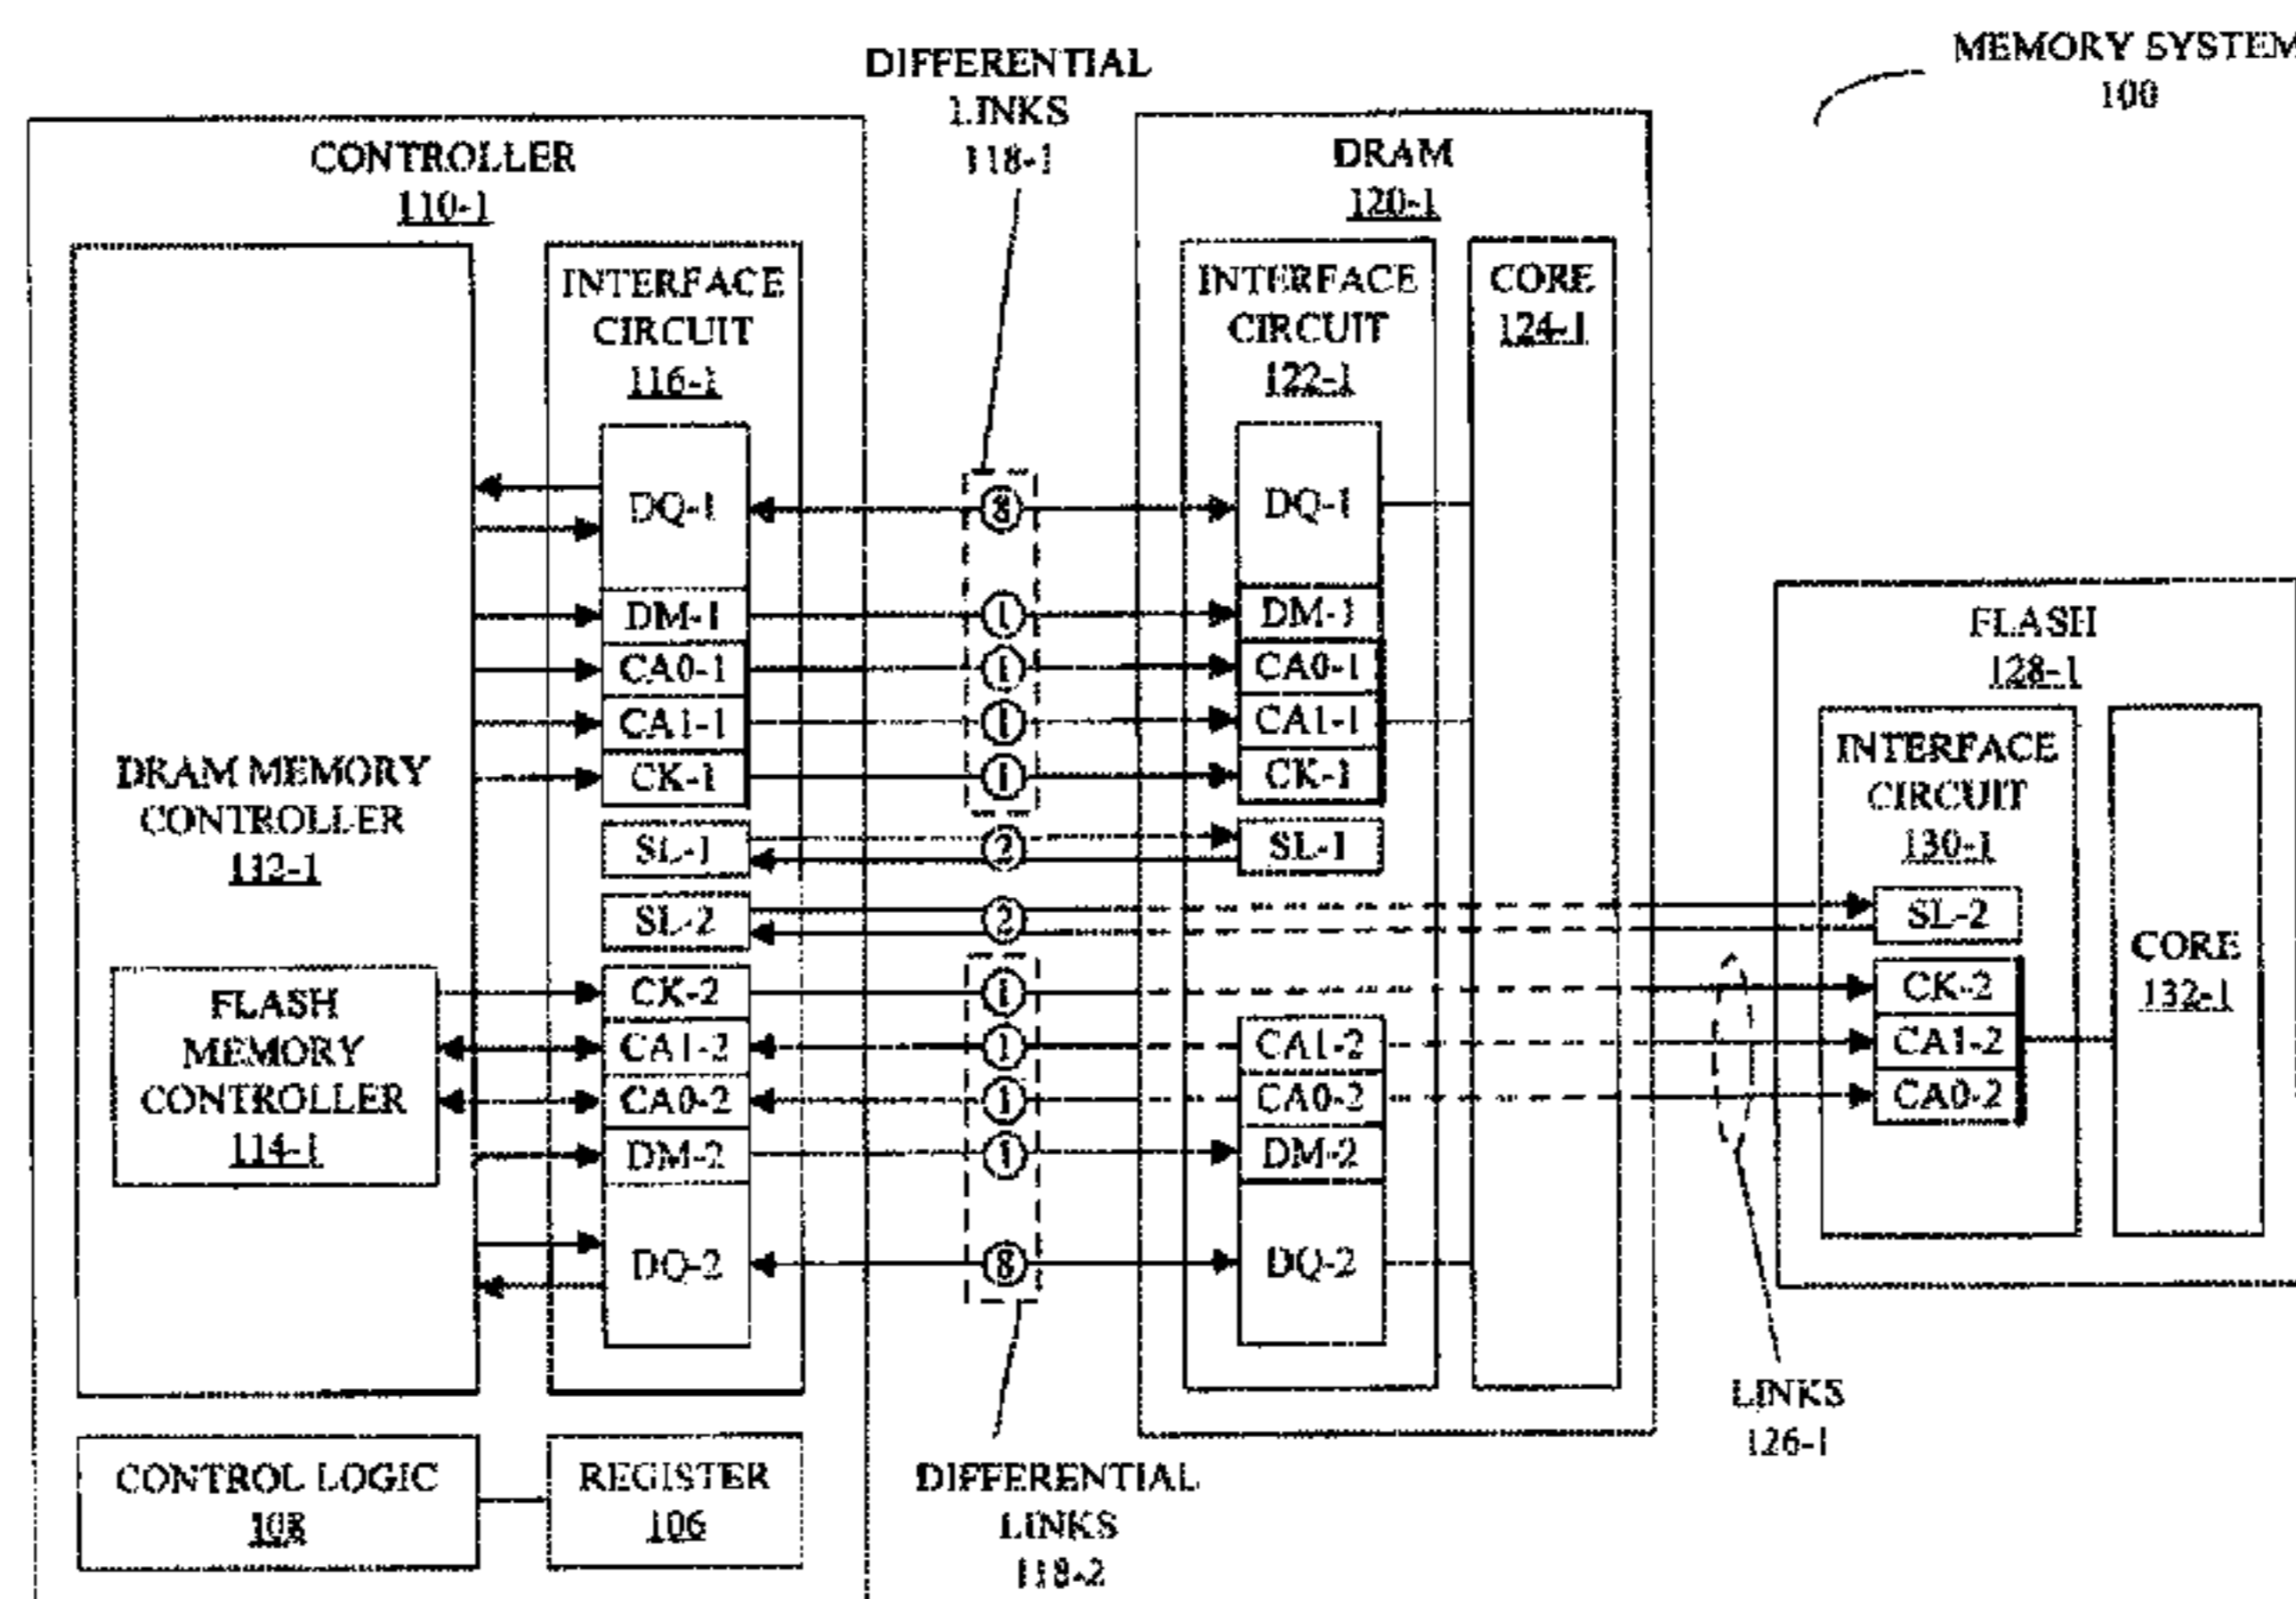 MEMORY SYSTEM
100
DIFFERENTIAL
LINKS
118-1
CONTROLLER
110-1
DRAM MEMORY
CONTROLLER
112-1
FLASH
MEMORY
CONTROLLER
114-1
INTERFACE
CIRCUIT
116-1
DQ-1
DM-1
CA0-1
CA1-1
CK-1
SL-1
SL-2
CK-2
CA1-2
CA0-2
DM-2
DQ-2
CONTROL LOGIC
108
REGISTER
106
8
1
1
1
1
2
2
1
1
1
1
8
DIFFERENTIAL
LINKS
118-2
DRAM
120-1
INTERFACE
CIRCUIT
122-1
DQ-1
DM-1
CA0-1
CA1-1
CK-1
SL-1
CA1-2
CA0-2
DM-2
DQ-2
CORE
124-1
LINKS
126-1
FLASH
128-1
INTERFACE
CIRCUIT
130-1
SL-2
CK-2
CA1-2
CA0-2
CORE
132-1